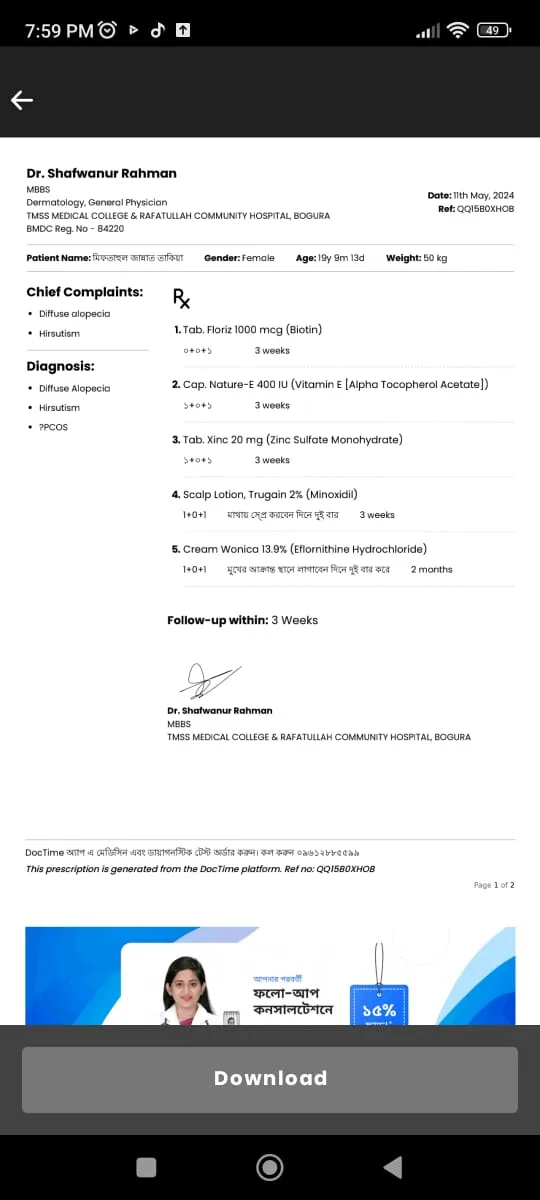 7:59 PM
49
Dr. Shafwanur Rahman
MBBS
Dermatology, General Physician
TMSS MEDICAL COLLEGE & RAFATULLAH COMMUNITY HOSPITAL, BOGURA
BMDC Reg. No - 84220
Date: 11th May, 2024
Ref: QQ15B0XHOB
Patient Name: মিফতাহুল জান্নাত তাকিয়া Gender: Female Age: 19y 9m 13d Weight: 50 kg
Chief Complaints:
• Diffuse alopecia
• Hirsutism
Diagnosis:
• Diffuse Alopecia
• Hirsutism
• ?PCOS
Rx
1. Tab. Floriz 1000 mcg (Biotin)
০+০+১ 3 weeks
2. Cap. Nature-E 400 IU (Vitamin E [Alpha Tocopherol Acetate])
১+০+১ 3 weeks
3. Tab. Xinc 20 mg (Zinc Sulfate Monohydrate)
১+০+১ 3 weeks
4. Scalp Lotion, Trugain 2% (Minoxidil)
1+0+1 মাথায় স্প্রে করবেন দিনে দুই বার 3 weeks
5. Cream Wonica 13.9% (Eflornithine Hydrochloride)
1+0+1 মুখের আক্রান্ত স্থানে লাগাবেন দিনে দুই বার করে 2 months
Follow-up within: 3 Weeks
Dr. Shafwanur Rahman
MBBS
TMSS MEDICAL COLLEGE & RAFATULLAH COMMUNITY HOSPITAL, BOGURA
DocTime অ্যাপ এ মেডিসিন এবং ডায়াগনস্টিক টেস্ট অর্ডার করুন। কল করুন ০৯৬১২৮৮৫৫৯৯
This prescription is generated from the DocTime platform. Ref no: QQ15B0XHOB
Page 1 of 2
আপনার পরবর্তী
ফলো-আপ
কনসালটেশনে
১৫%
Download